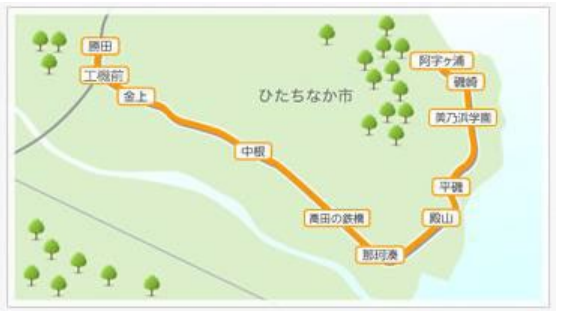 勝田
工機前
金上
ひたちなか市
中根
高田の鉄橋
那珂湊
殿山
平磯
美乃浜学園
磯崎
阿字ヶ浦